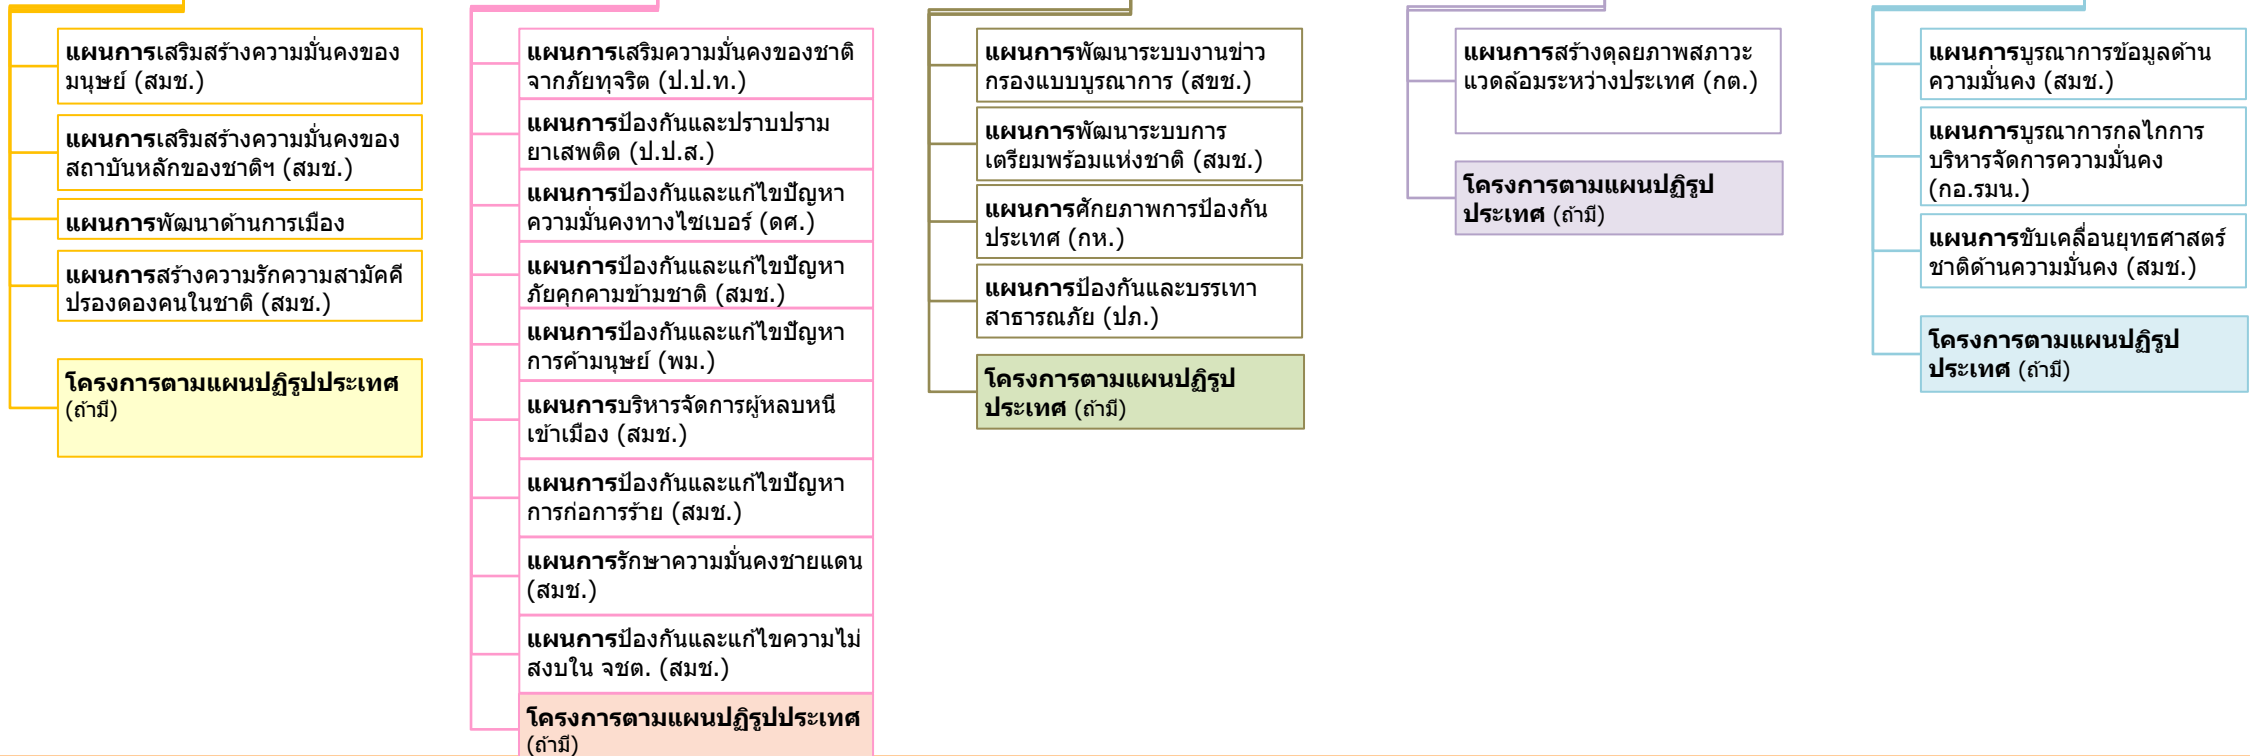 แผนการเสริมสร้างความมั่นคงของ
มนุษย์ (สมช.)
แผนการเสริมสร้างความมั่นคงของ
สถาบันหลักของชาติฯ (สมช.)
แผนการพัฒนาด้านการเมือง
แผนการสร้างความรักความสามัคคี
ปรองดองคนในชาติ (สมช.)
โครงการตามแผนปฏิรูปประเทศ
(ถ้ามี)
แผนการเสริมความมั่นคงของชาติ
จากภัยทุจริต (ป.ป.ท.)
แผนการป้องกันและปราบปราม
ยาเสพติด (ป.ป.ส.)
แผนการป้องกันและแก้ไขปัญหา
ความมั่นคงทางไซเบอร์ (ดศ.)
แผนการป้องกันและแก้ไขปัญหา
ภัยคุกคามข้ามชาติ (สมช.)
แผนการป้องกันและแก้ไขปัญหา
การค้ามนุษย์ (พม.)
แผนการบริหารจัดการผู้หลบหนี
เข้าเมือง (สมช.)
แผนการป้องกันและแก้ไขปัญหา
การก่อการร้าย (สมช.)
แผนการรักษาความมั่นคงชายแดน
(สมช.)
แผนการป้องกันและแก้ไขความไม่
สงบใน จชต. (สมช.)
โครงการตามแผนปฏิรูปประเทศ
(ถ้ามี)
แผนการพัฒนาระบบงานข่าว
กรองแบบบูรณาการ (สขช.)
แผนการพัฒนาระบบการ
เตรียมพร้อมแห่งชาติ (สมช.)
แผนการศักยภาพการป้องกัน
ประเทศ (กห.)
แผนการป้องกันและบรรเทา
สาธารณภัย (ปภ.)
โครงการตามแผนปฏิรูป
ประเทศ (ถ้ามี)
แผนการสร้างดุลยภาพสภาวะ
แวดล้อมระหว่างประเทศ (กต.)
โครงการตามแผนปฏิรูป
ประเทศ (ถ้ามี)
แผนการบูรณาการข้อมูลด้าน
ความมั่นคง (สมช.)
แผนการบูรณาการกลไกการ
บริหารจัดการความมั่นคง
(กอ.รมน.)
แผนการขับเคลื่อนยุทธศาสตร์
ชาติด้านความมั่นคง (สมช.)
โครงการตามแผนปฏิรูป
ประเทศ (ถ้ามี)